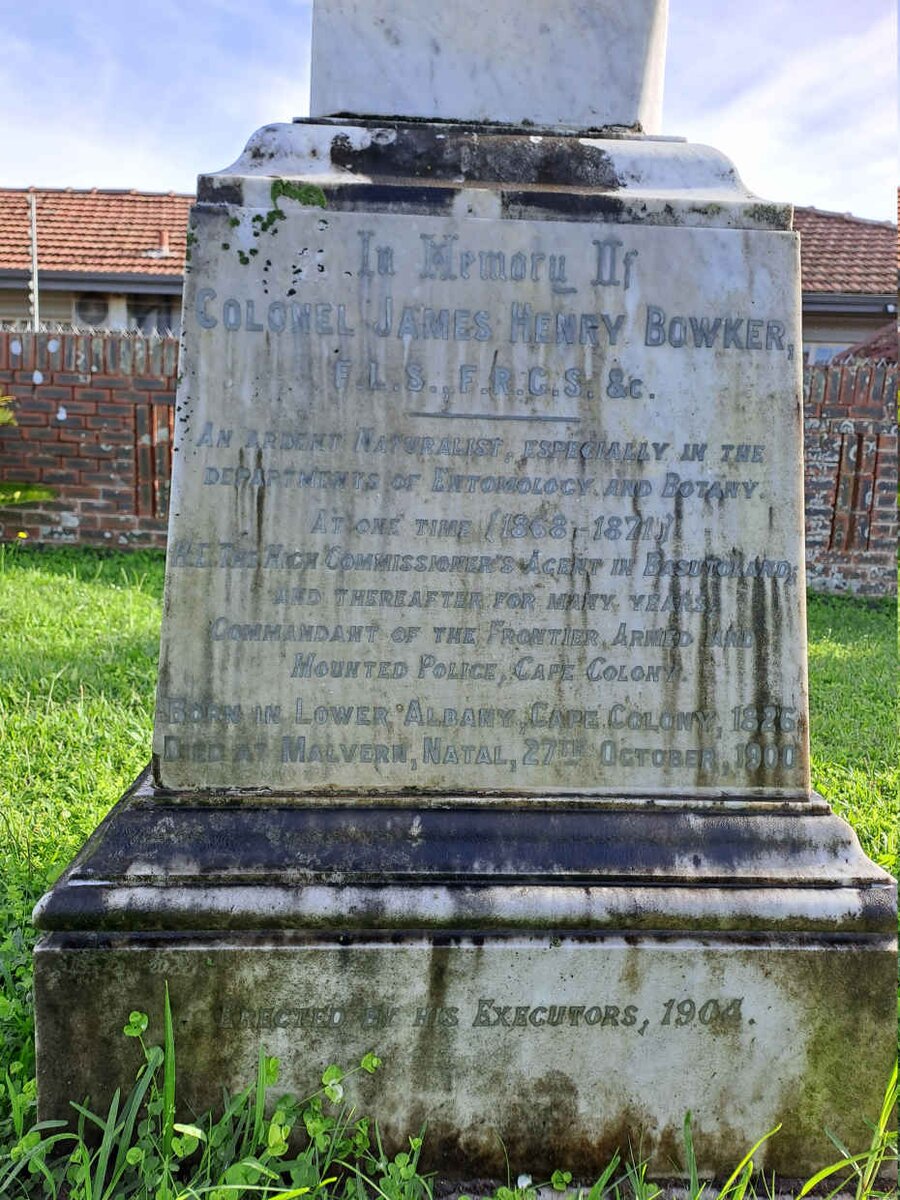 In Memory Of
COLONEL JAMES HENRY BOWKER,
F.L.S., F.R.C.S. &c.
AN ARDENT NATURALIST, ESPECIALLY IN THE
DEPARTMENTS OF ENTOMOLOGY AND BOTANY.
AT ONE TIME (1868-1871)
H.E. THE HIGH COMMISSIONER'S AGENT IN BASUTOLAND;
AND THEREAFTER FOR MANY YEARS,
COMMANDANT OF THE FRONTIER ARMED AND
MOUNTED POLICE, CAPE COLONY.
BORN IN LOWER ALBANY, CAPE COLONY, 1826
DIED AT MALVERN, NATAL, 27TH OCTOBER, 1900
ERECTED BY HIS EXECUTORS, 1904.